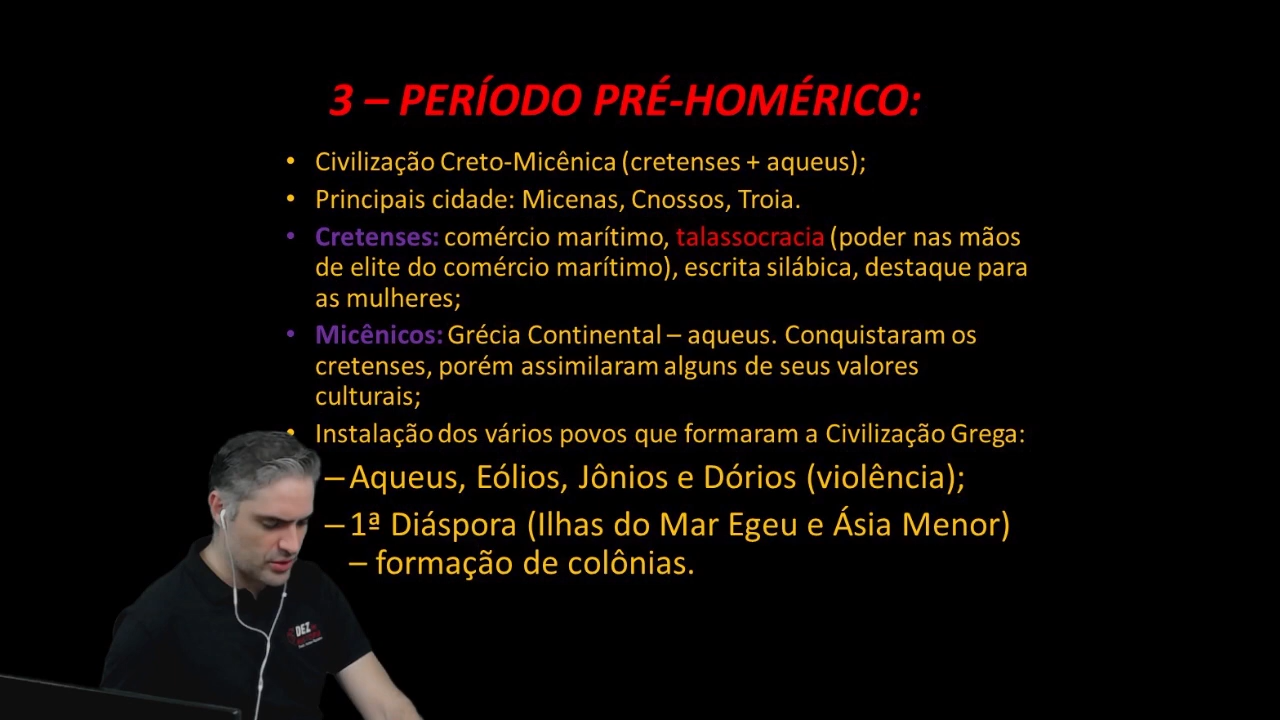 3 – PERÍODO PRÉ-HOMÉRICO:
• Civilização Creto-Micênica (cretenses + aqueus);
• Principais cidade: Micenas, Cnossos, Troia.
• Cretenses: comércio marítimo, talassocracia (poder nas mãos
de elite do comércio marítimo), escrita silábica, destaque para
as mulheres;
• Micênicos: Grécia Continental – aqueus. Conquistaram os
cretenses, porém assimilaram alguns de seus valores
culturais;
• Instalação dos vários povos que formaram a Civilização Grega:
– Aqueus, Eólios, Jônios e Dórios (violência);
– 1ª Diáspora (Ilhas do Mar Egeu e Ásia Menor)
– formação de colônias.
DEZ